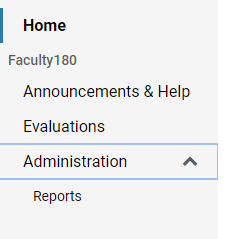 Home
Faculty180
Announcements & Help
Evaluations
Administration
Reports